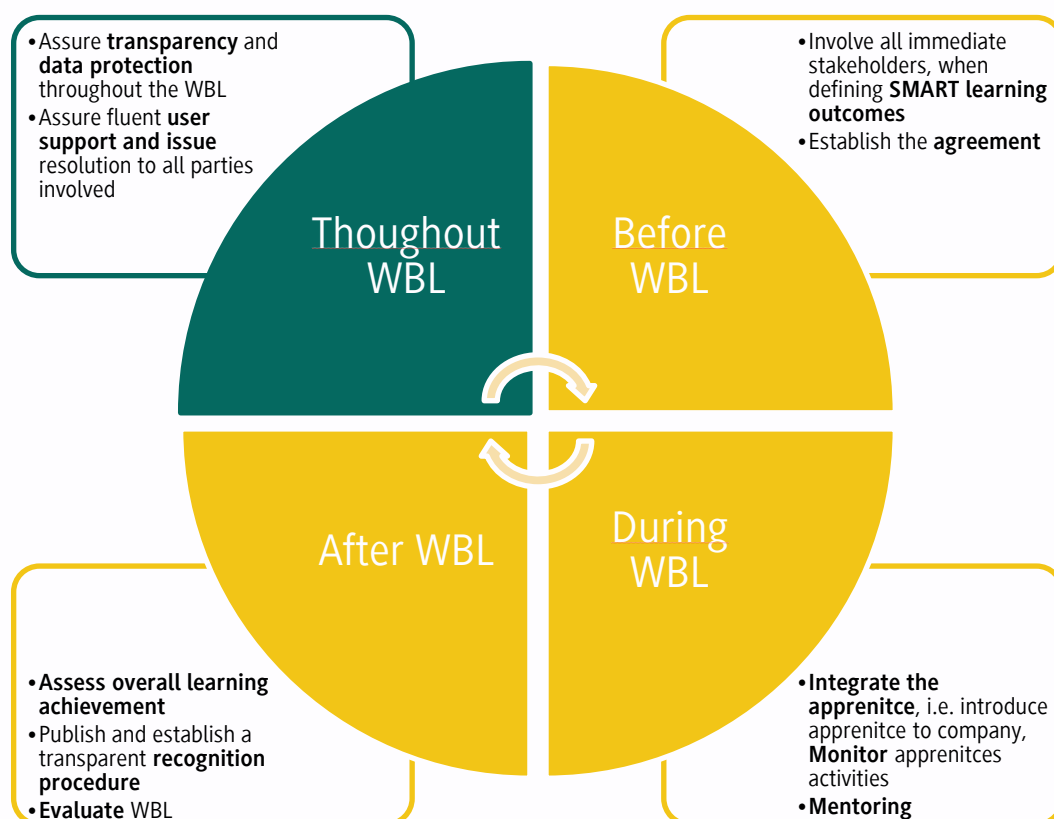 •Assure transparency and
data protection
throughout the WBL
•Assure fluent user
support and issue
resolution to all parties
involved
•Involve all immediate
stakeholders, when
defining SMART learning
outcomes
•Establish the agreement
Thoughout
WBL
Before
WBL
After WBL
During
WBL
•Assess overall learning
achievement
•Publish and establish a
transparent recognition
procedure
•Evaluate WBL
•Integrate the
apprenitce, i.e. introduce
apprenitce to company,
Monitor apprenitces
activities
•Mentoring